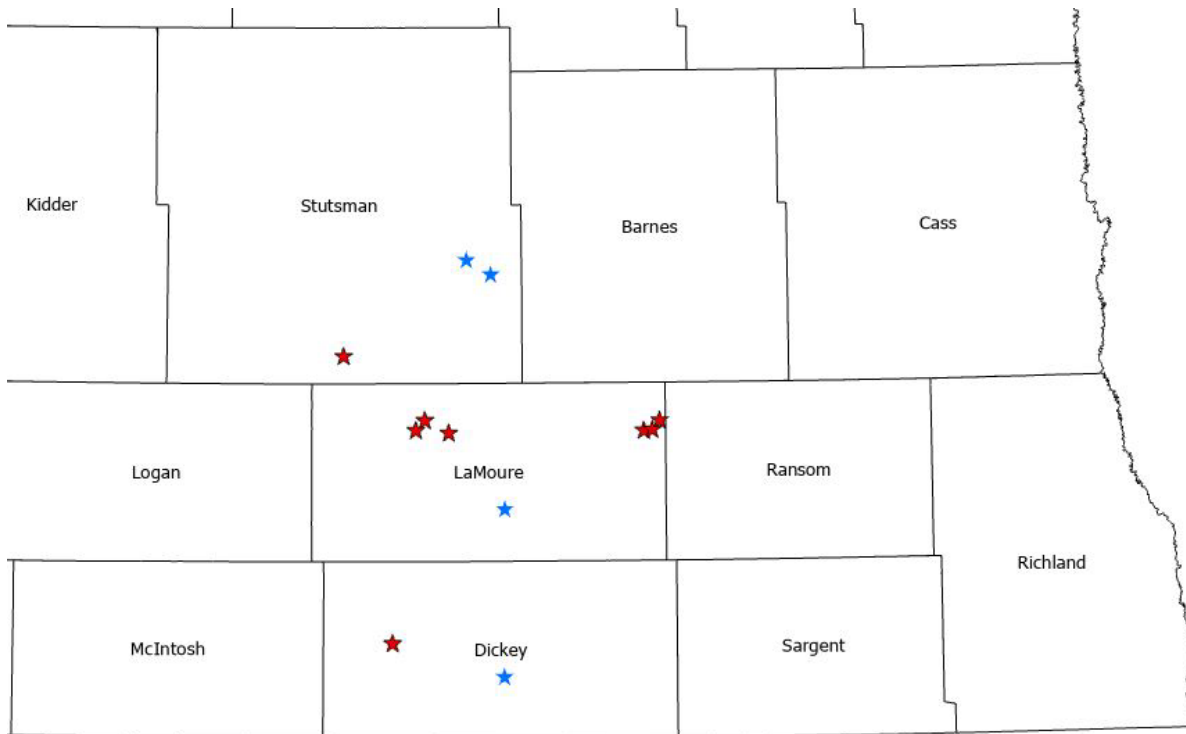 Kidder
Stutsman
Barnes
Cass
Logan
LaMoure
Ransom
Richland
McIntosh
Dickey
Sargent